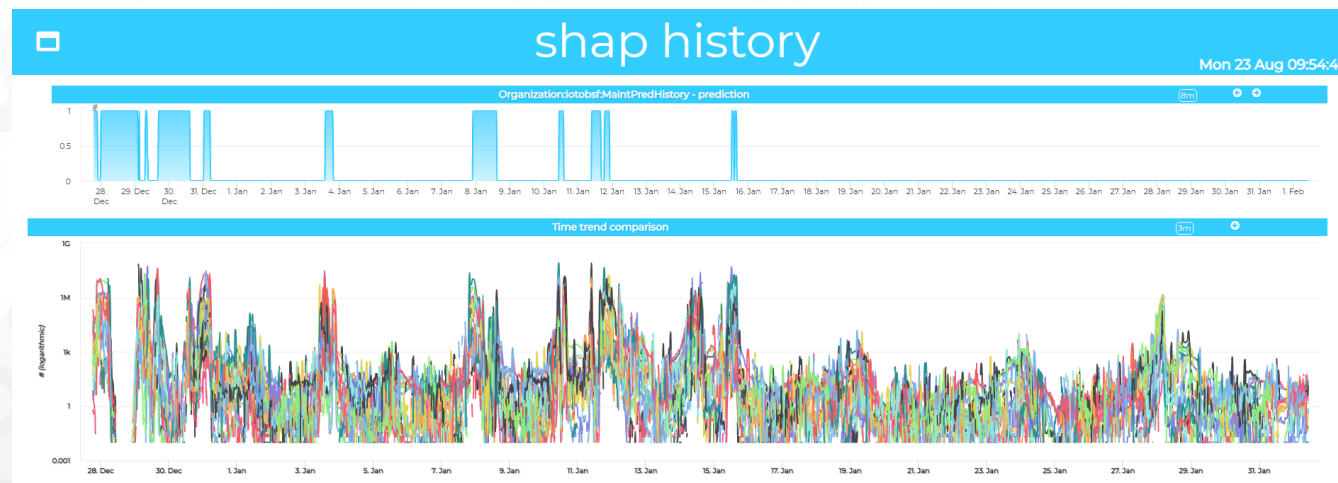 shap history
Mon 23 Aug 09:54:4
Organization:iotobsf:MaintPredHistory - prediction
8m
1
0.5
0
28. Dec 29. Dec 30. Dec 31. Dec 1. Jan 2. Jan 3. Jan 4. Jan 5. Jan 6. Jan 7. Jan 8. Jan 9. Jan 10. Jan 11. Jan 12. Jan 13. Jan 14. Jan 15. Jan 16. Jan 17. Jan 18. Jan 19. Jan 20. Jan 21. Jan 22. Jan 23. Jan 24. Jan 25. Jan 26. Jan 27. Jan 28. Jan 29. Jan 30. Jan 31. Jan 1. Feb
Time trend comparison
3m
# (logarithmic)
1G
1M
1k
1
0.001
28. Dec 30. Dec 1. Jan 3. Jan 5. Jan 7. Jan 9. Jan 11. Jan 13. Jan 15. Jan 17. Jan 19. Jan 21. Jan 23. Jan 25. Jan 27. Jan 29. Jan 31. Jan